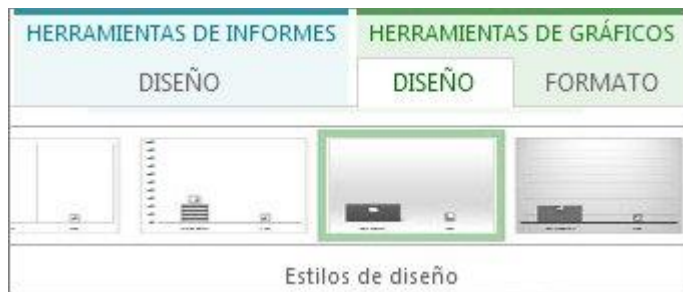 HERRAMIENTAS DE INFORMES HERRAMIENTAS DE GRÁFICOS
DISEÑO DISEÑO FORMATO
Estilos de diseño